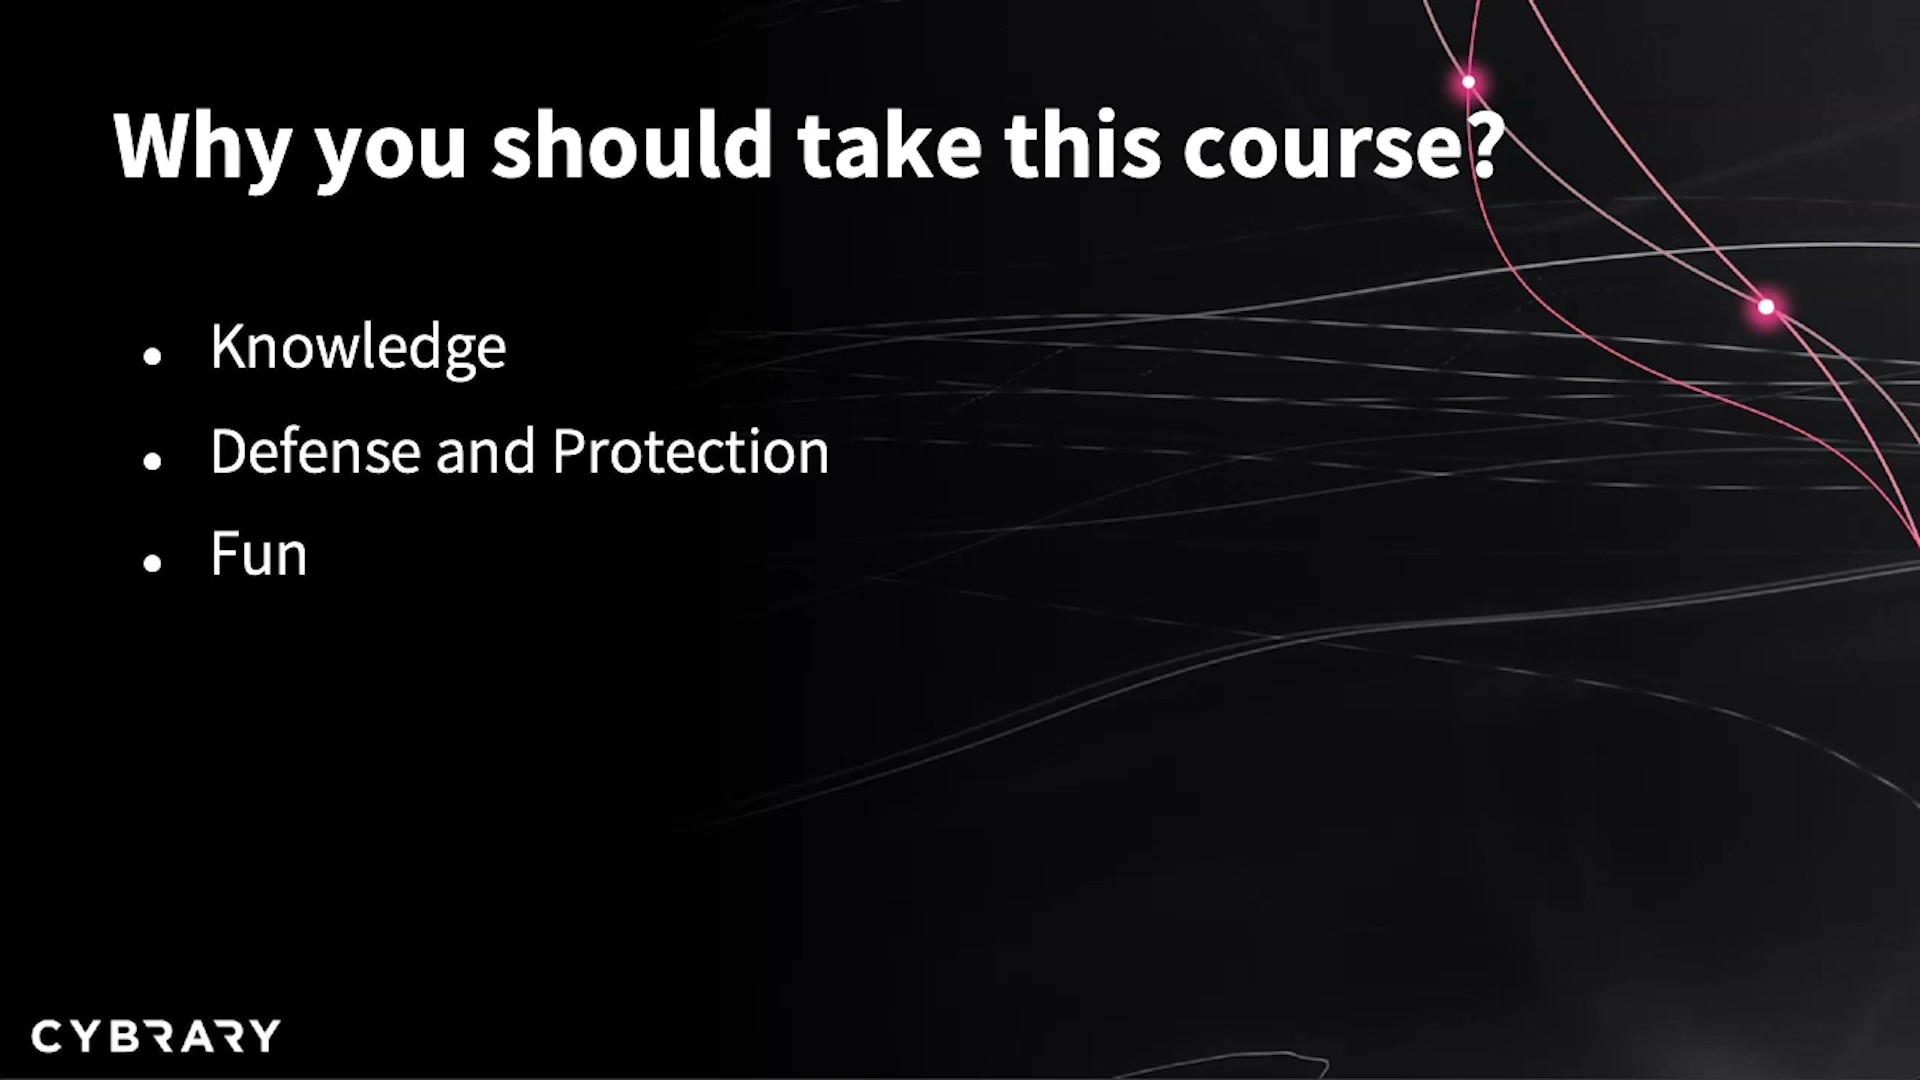 Why you should take this course?
Knowledge
Defense and Protection
Fun
CYBRARY